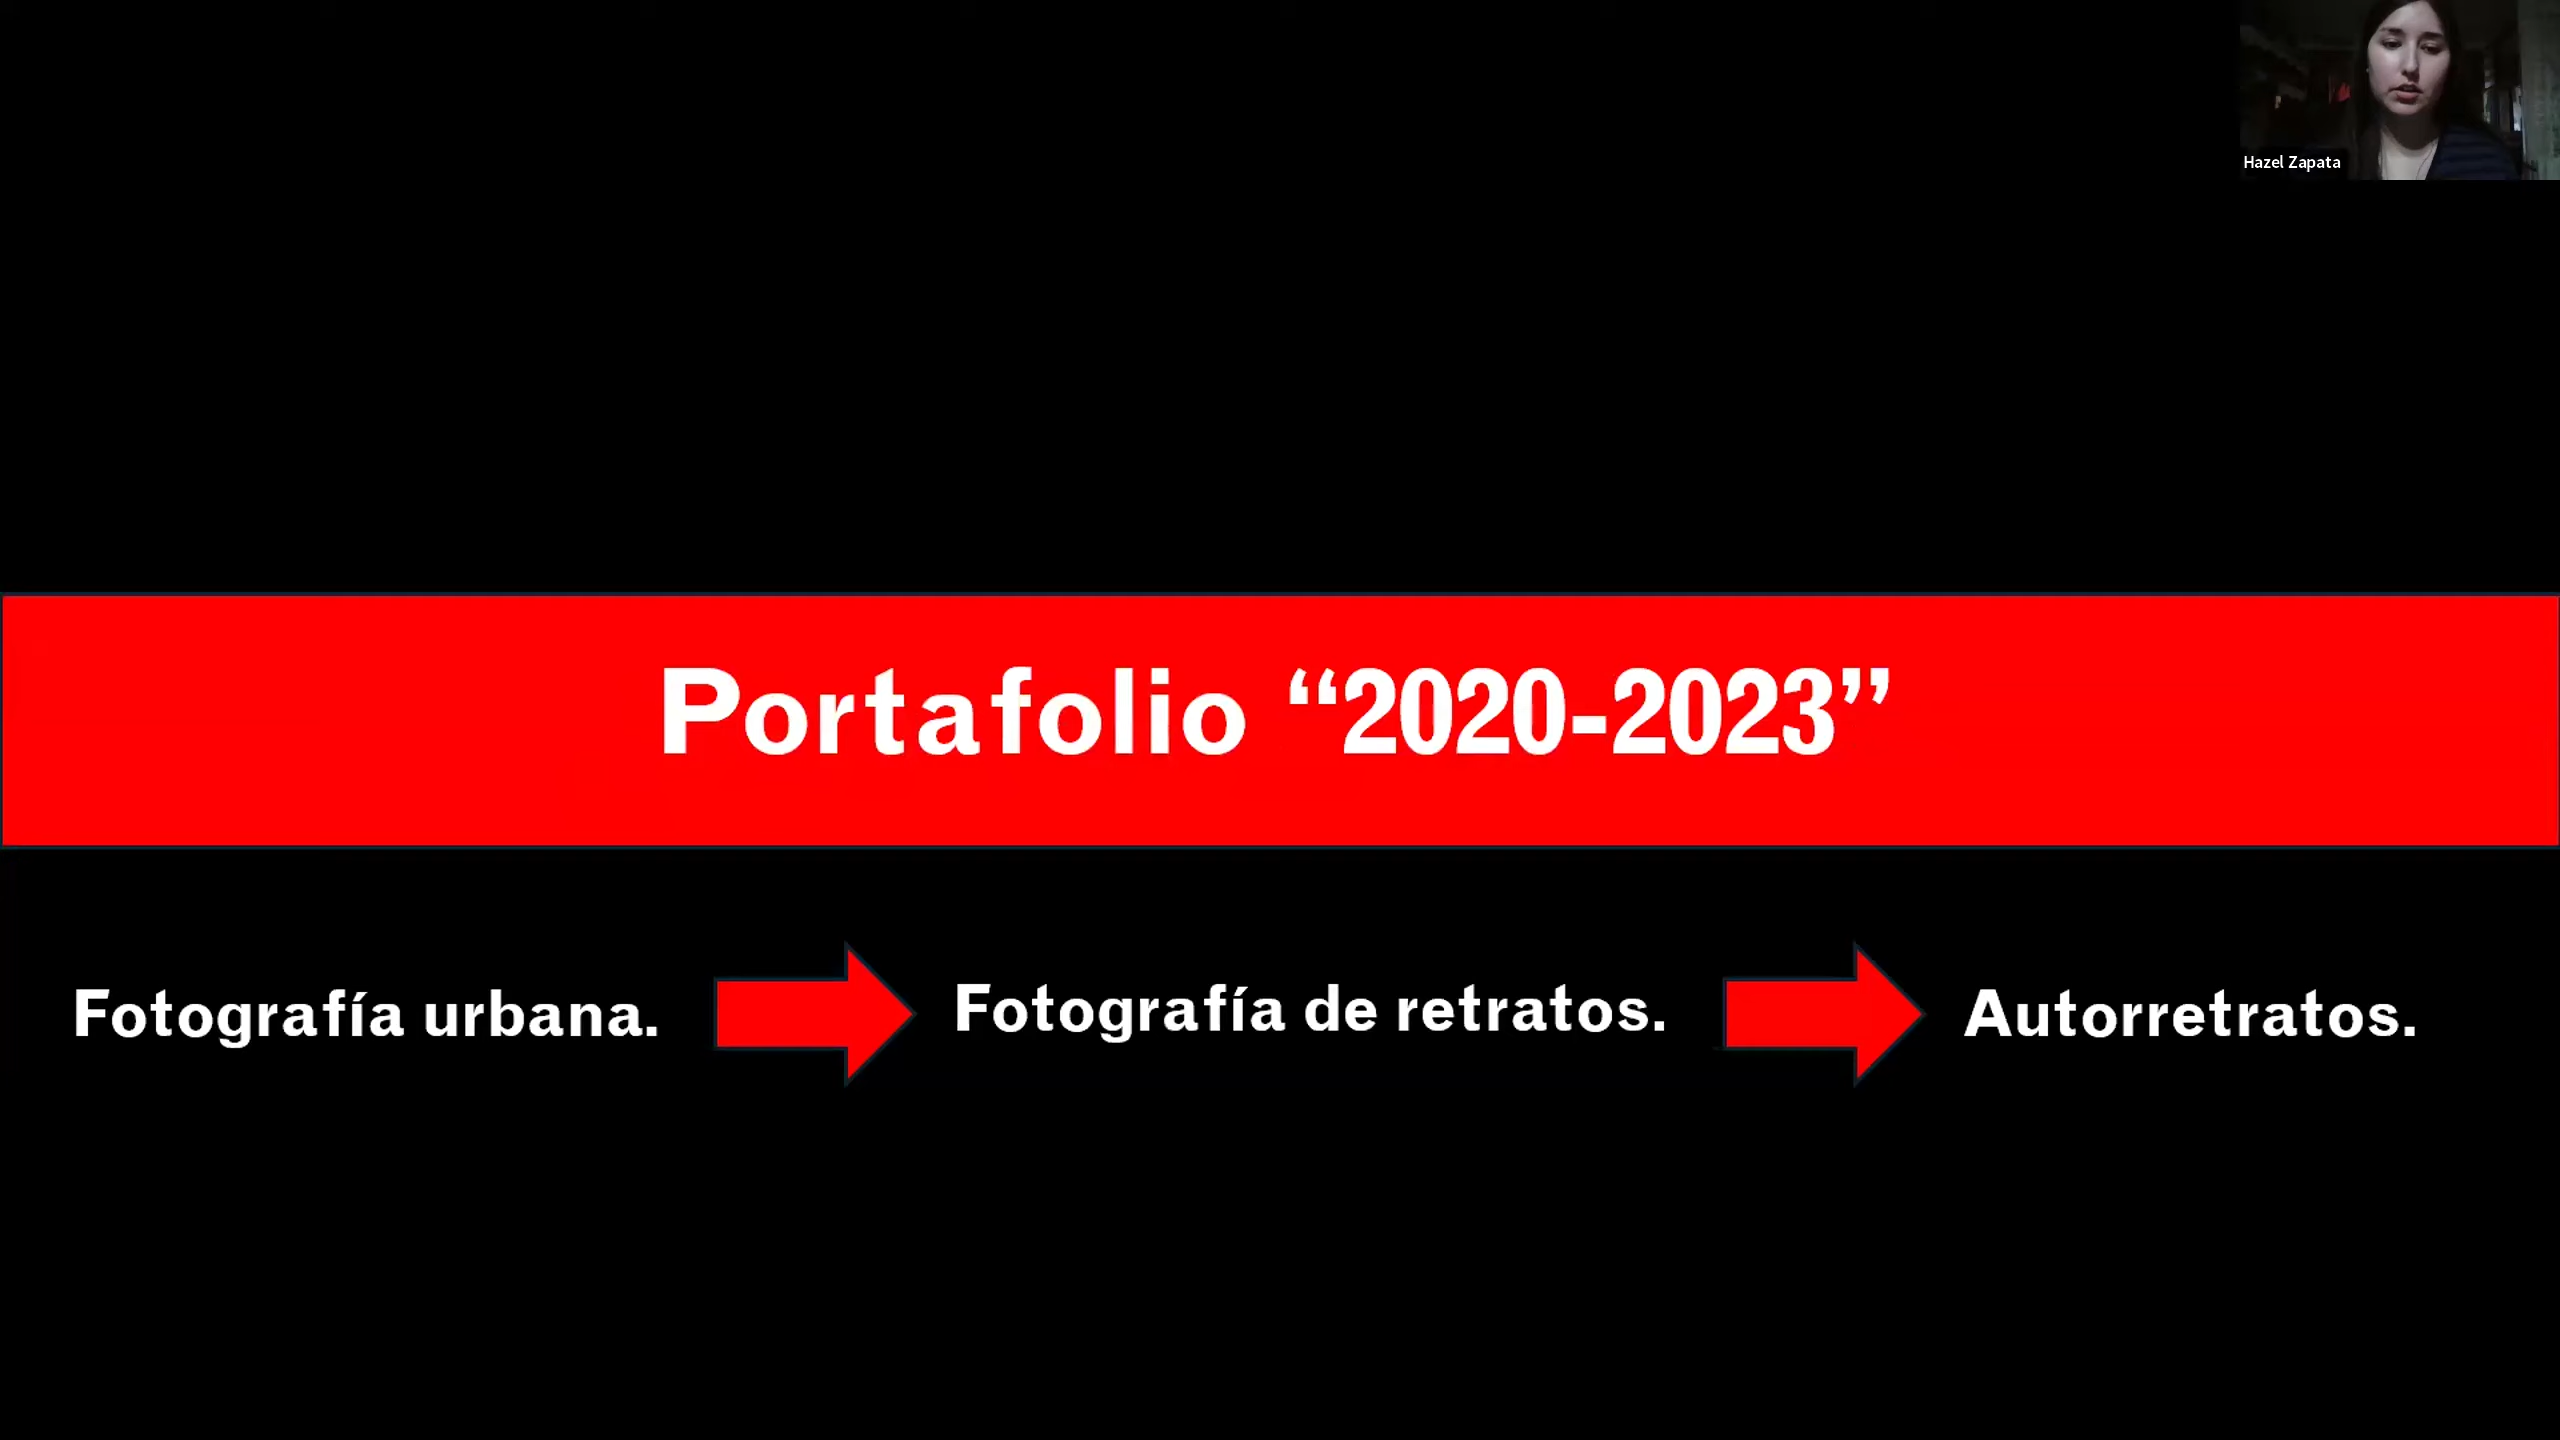 Hazel Zapata
Portafolio “2020-2023”
Fotografía urbana.
Fotografía de retratos.
Autorretratos.